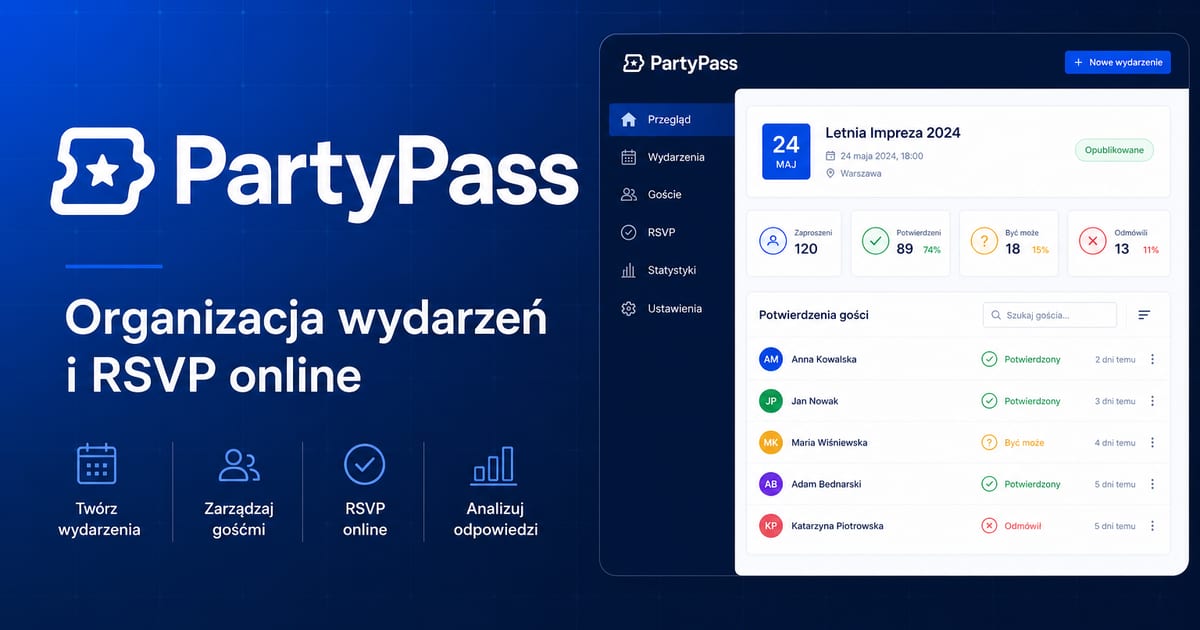 PartyPass
Organizacja wydarzeń
i RSVP online
Twórz
wydarzenia
Zarządzaj
gośćmi
RSVP
online
Analizuj
odpowiedzi
PartyPass
+ Nowe wydarzenie
Przegląd
Wydarzenia
Goście
RSVP
Statystyki
Ustawienia
24
MAJ
Letnia Impreza 2024
24 maja 2024, 18:00
Warszawa
Opublikowane
Zaproszeni
120
Potwierdzeni
89 74%
Być może
18 15%
Odmówili
13 11%
Potwierdzenia gości
Szukaj gościa...
AM Anna Kowalska Potwierdzony 2 dni temu
JP Jan Nowak Potwierdzony 3 dni temu
MK Maria Wiśniewska Być może 4 dni temu
AB Adam Bednarski Potwierdzony 5 dni temu
KP Katarzyna Piotrowska Odmówił 5 dni temu